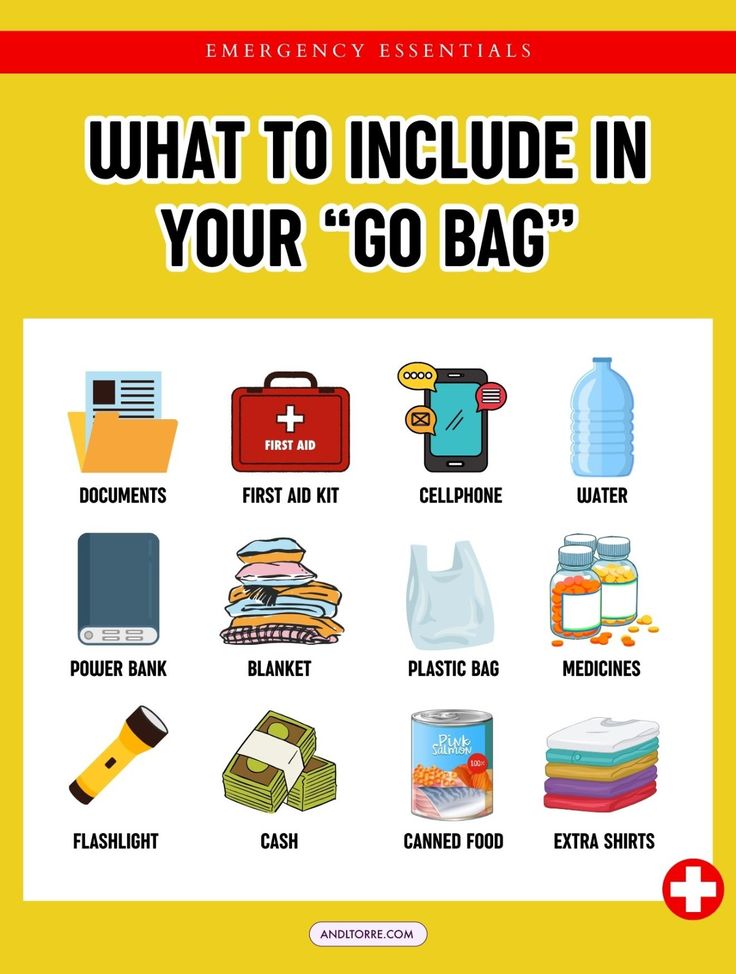 EMERGENCY ESSENTIALS
WHAT TO INCLUDE IN
YOUR “GO BAG”
FIRST AID
DOCUMENTS
FIRST AID KIT
CELLPHONE
WATER
POWER BANK
BLANKET
PLASTIC BAG
MEDICINES
Pink
Salmon
100%
FLASHLIGHT
CASH
CANNED FOOD
EXTRA SHIRTS
ANDLTORRE.COM